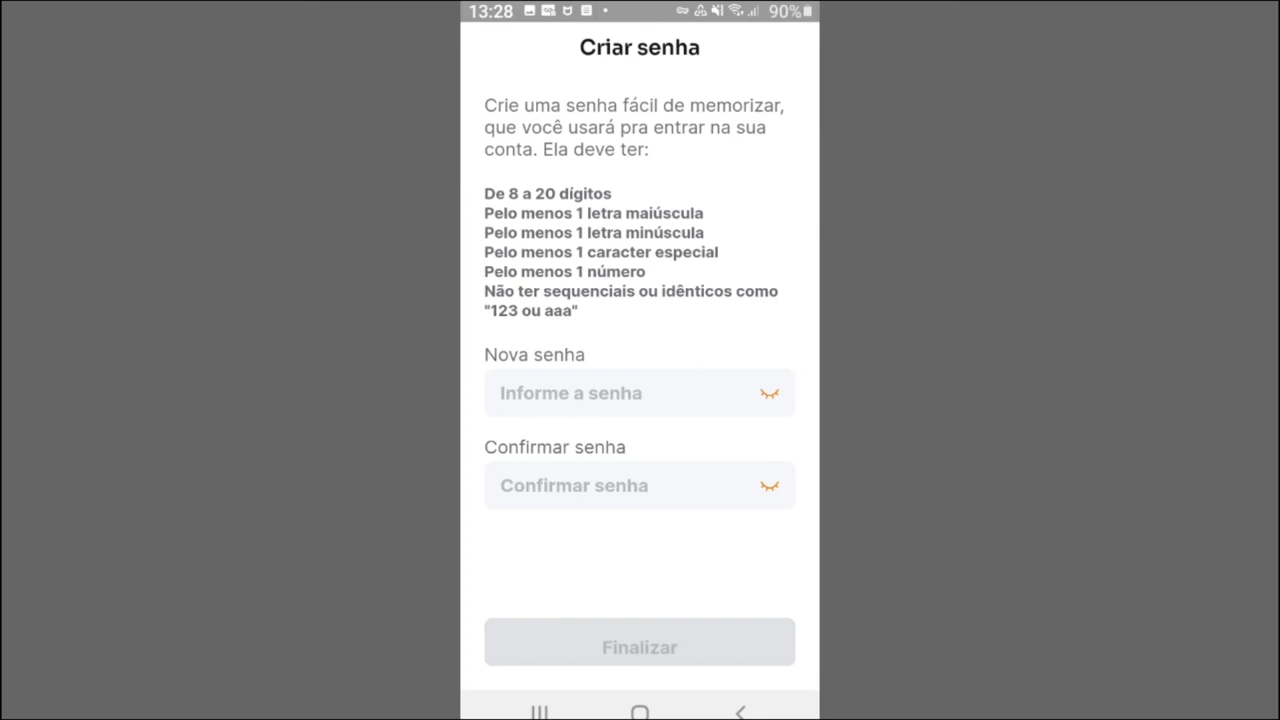 13:28
90%
Criar senha
Crie uma senha fácil de memorizar,
que você usará pra entrar na sua
conta. Ela deve ter:
De 8 a 20 dígitos
Pelo menos 1 letra maiúscula
Pelo menos 1 letra minúscula
Pelo menos 1 caracter especial
Pelo menos 1 número
Não ter sequenciais ou idênticos como
"123 ou aaa"
Nova senha
Informe a senha
Confirmar senha
Confirmar senha
Finalizar